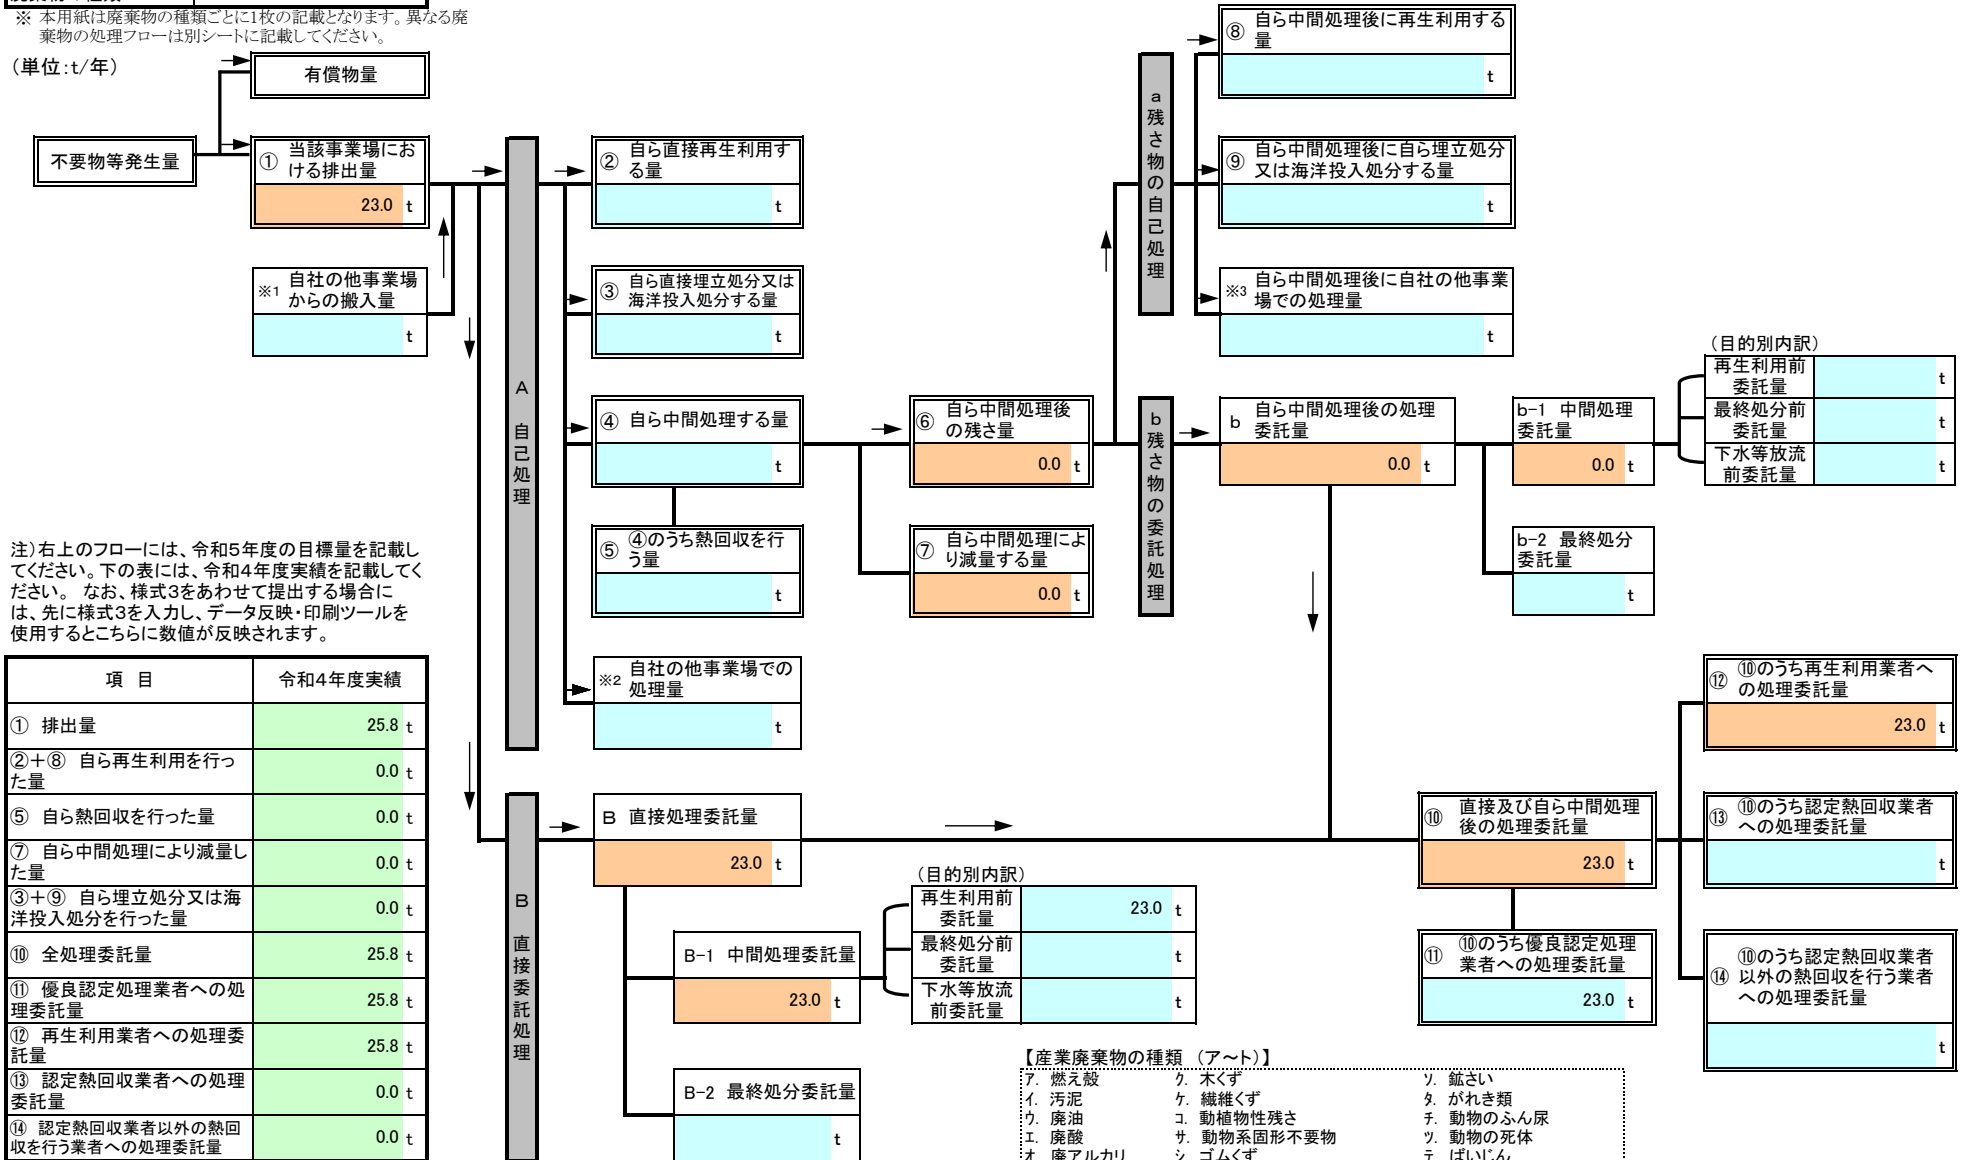 ※ 本用紙は廃棄物の種類ごとに1枚の記載となります。異なる廃
棄物の処理フローは別シートに記載してください。
（単位:t/年）
有償物量
不要物等発生量
① 当該事業場にお
ける排出量
23.0 t
※1 自社の他事業場
からの搬入量
t
A 自己処理
② 自ら直接再生利用す
る量
t
③ 自ら直接埋立処分又は
海洋投入処分する量
t
④ 自ら中間処理する量
t
⑤ ④のうち熱回収を行
う量
t
※2 自社の他事業場での
処理量
t
⑥ 自ら中間処理後
の残さ量
0.0 t
⑦ 自ら中間処理によ
り減量する量
0.0 t
a 残さ物の自己処理
⑧ 自ら中間処理後に再生利用する
量
t
⑨ 自ら中間処理後に自ら埋立処分
又は海洋投入処分する量
t
※3 自ら中間処理後に自社の他事業
場での処理量
t
b 残さ物の委託処理
b 自ら中間処理後の処理
委託量
0.0 t
b-1 中間処理
委託量
0.0 t
b-2 最終処分
委託量
t
（目的別内訳）
再生利用前
委託量
t
最終処分前
委託量
t
下水等放流
前委託量
t
注）右上のフローには、令和5年度の目標量を記載し
てください。下の表には、令和4年度実績を記載してく
ださい。 なお、様式3をあわせて提出する場合に
は、先に様式3を入力し、データ反映・印刷ツールを
使用するとこちらに数値が反映されます。
項 目 令和4年度実績
① 排出量 25.8 t
②＋⑧ 自ら再生利用を行っ
た量 0.0 t
⑤ 自ら熱回収を行った量 0.0 t
⑦ 自ら中間処理により減量し
た量 0.0 t
③＋⑨ 自ら埋立処分又は海
洋投入処分を行った量 0.0 t
⑩ 全処理委託量 25.8 t
⑪ 優良認定処理業者への処
理委託量 25.8 t
⑫ 再生利用業者への処理委
託量 25.8 t
⑬ 認定熱回収業者への処理
委託量 0.0 t
⑭ 認定熱回収業者以外の熱回
収を行う業者への処理委託量 0.0 t
B 直接委託処理
B 直接処理委託量
23.0 t
B-1 中間処理委託量
23.0 t
B-2 最終処分委託量
t
（目的別内訳）
再生利用前
委託量
23.0 t
最終処分前
委託量
t
下水等放流
前委託量
t
⑩ 直接及び自ら中間処理
後の処理委託量
23.0 t
⑪ ⑩のうち優良認定処理
業者への処理委託量
23.0 t
⑫ ⑩のうち再生利用業者へ
の処理委託量
23.0 t
⑬ ⑩のうち認定熱回収業者
への処理委託量
t
⑭ ⑩のうち認定熱回収業者
以外の熱回収を行う業者
への処理委託量
t
【産業廃棄物の種類 （ア～ト）】
ア. 燃え殻 ク. 木くず ソ. 鉱さい
イ. 汚泥 ケ. 繊維くず タ. がれき類
ウ. 廃油 コ. 動植物性残さ チ. 動物のふん尿
エ. 廃酸 サ. 動物系固形不要物 ツ. 動物の死体
オ. 廃アルカリ シ. ゴムくず テ. ばいじん